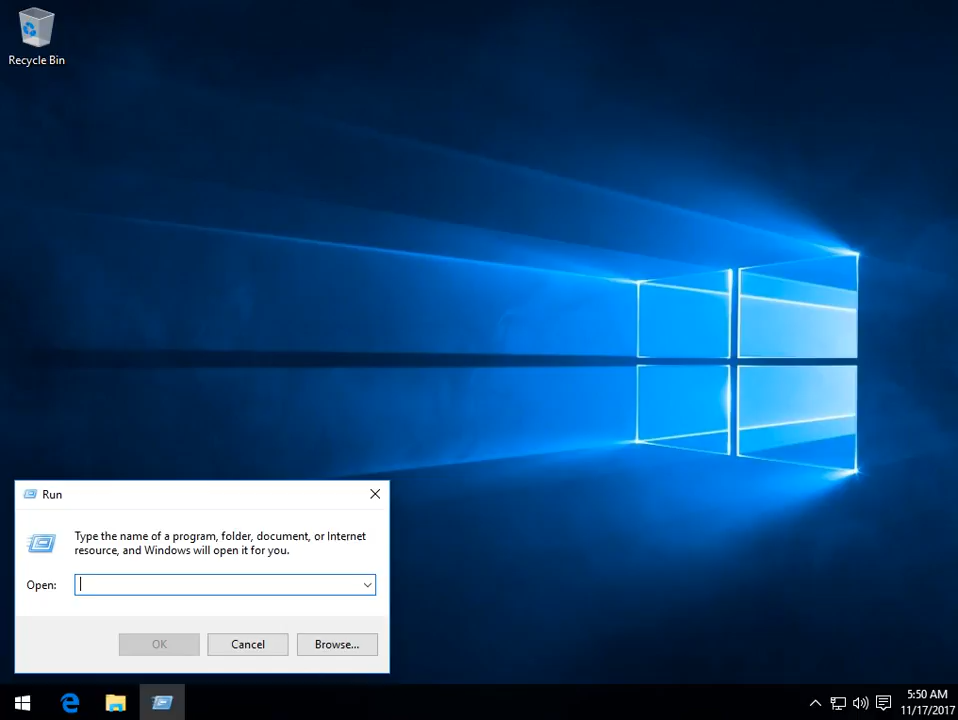 Recycle Bin
Run
Type the name of a program, folder, document, or Internet
resource, and Windows will open it for you.
Open:
OK
Cancel
Browse...
5:50 AM
11/17/2017